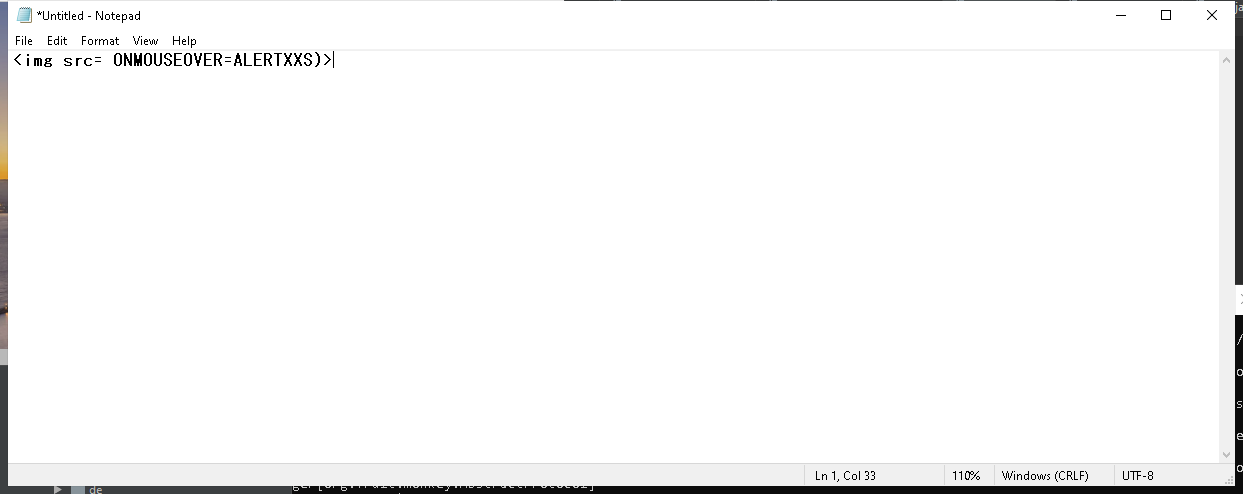 *Untitled - Notepad
File Edit Format View Help
<img src= ONMOUSEOVER=ALERTXXS)>
Ln 1, Col 33 110% Windows (CRLF) UTF-8
de